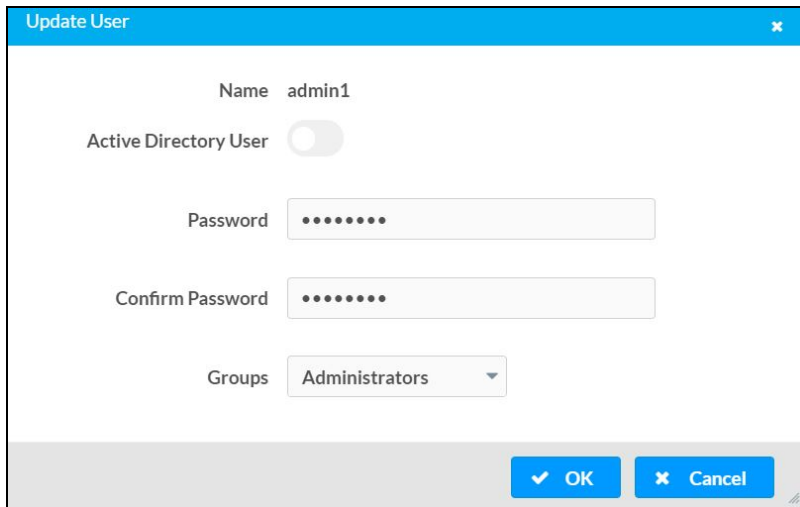 Update User
Name admin1
Active Directory User
Password ••••••••
Confirm Password ••••••••
Groups Administrators
OK Cancel